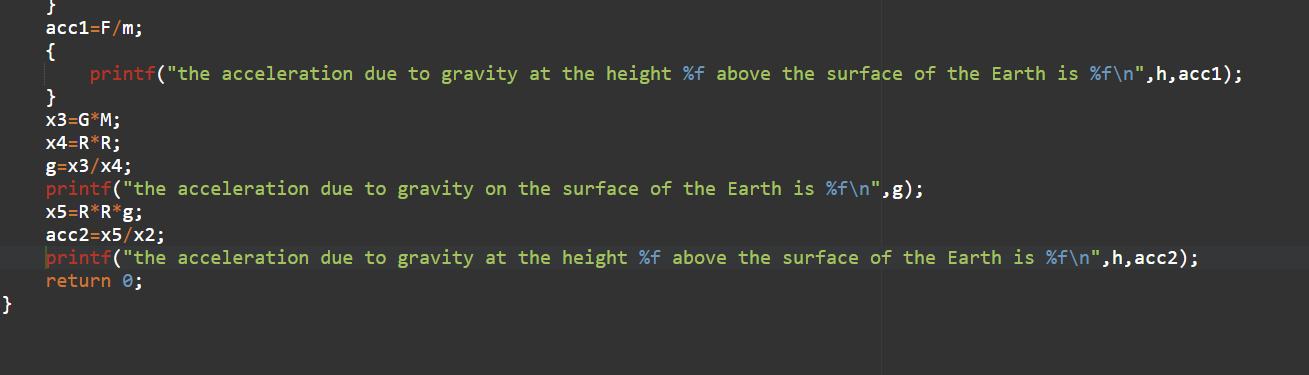 }
acc1=F/m;
{
printf("the acceleration due to gravity at the height %f above the surface of the Earth is %f\n",h,acc1);
}
x3=G*M;
x4=R*R;
g=x3/x4;
printf("the acceleration due to gravity on the surface of the Earth is %f\n",g);
x5=R*R*g;
acc2=x5/x2;
printf("the acceleration due to gravity at the height %f above the surface of the Earth is %f\n",h,acc2);
return 0;
}